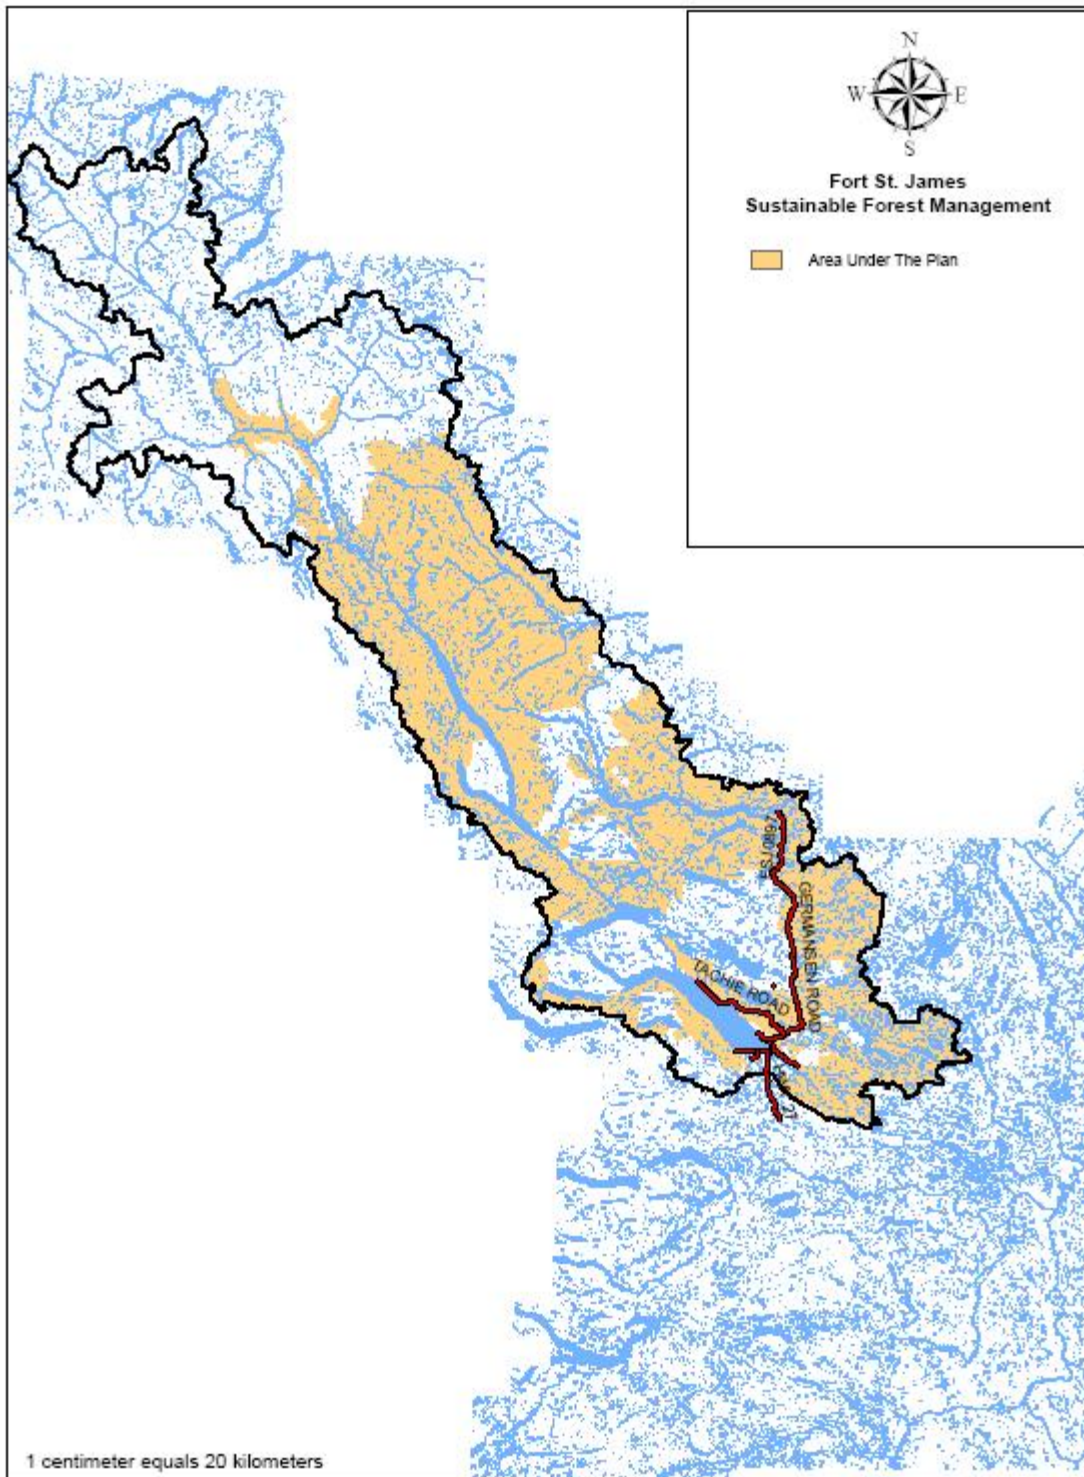 N
W E
S
Fort St. James
Sustainable Forest Management
Area Under The Plan
GERMANSEN ROAD
TACHIE ROAD
27
1 centimeter equals 20 kilometers